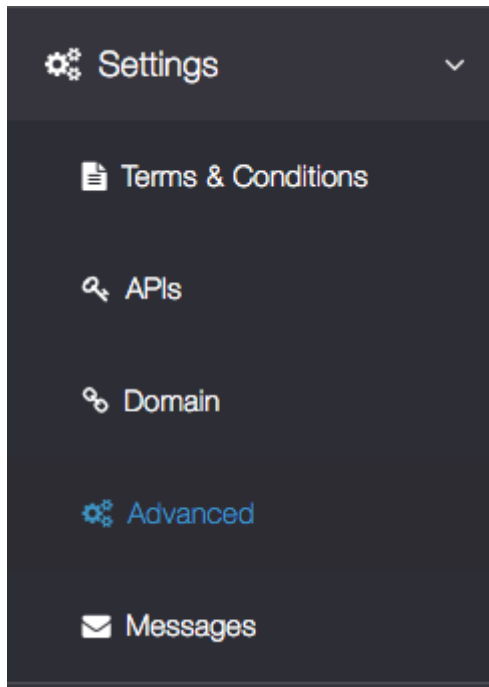 Settings
Terms & Conditions
APIs
Domain
Advanced
Messages